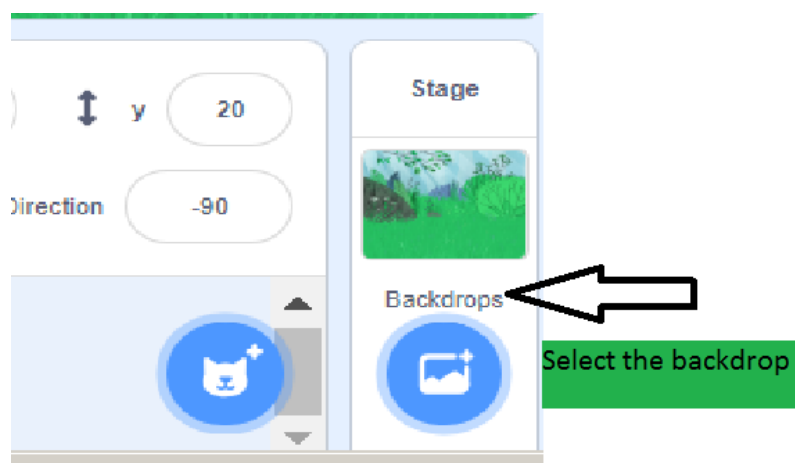 Stage
y 20
Direction -90
Backdrops
Select the backdrop